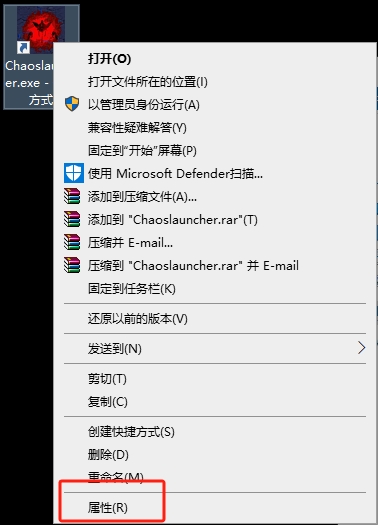 Chaoslau
er.exe -
方式
打开(O)
打开文件所在的位置(I)
以管理员身份运行(A)
兼容性疑难解答(Y)
固定到“开始”屏幕(P)
使用 Microsoft Defender扫描...
添加到压缩文件(A)...
添加到 "Chaoslauncher.rar"(T)
压缩并 E-mail...
压缩到 "Chaoslauncher.rar" 并 E-mail
固定到任务栏(K)
还原以前的版本(V)
发送到(N)
剪切(T)
复制(C)
创建快捷方式(S)
删除(D)
重命名(M)
属性(R)